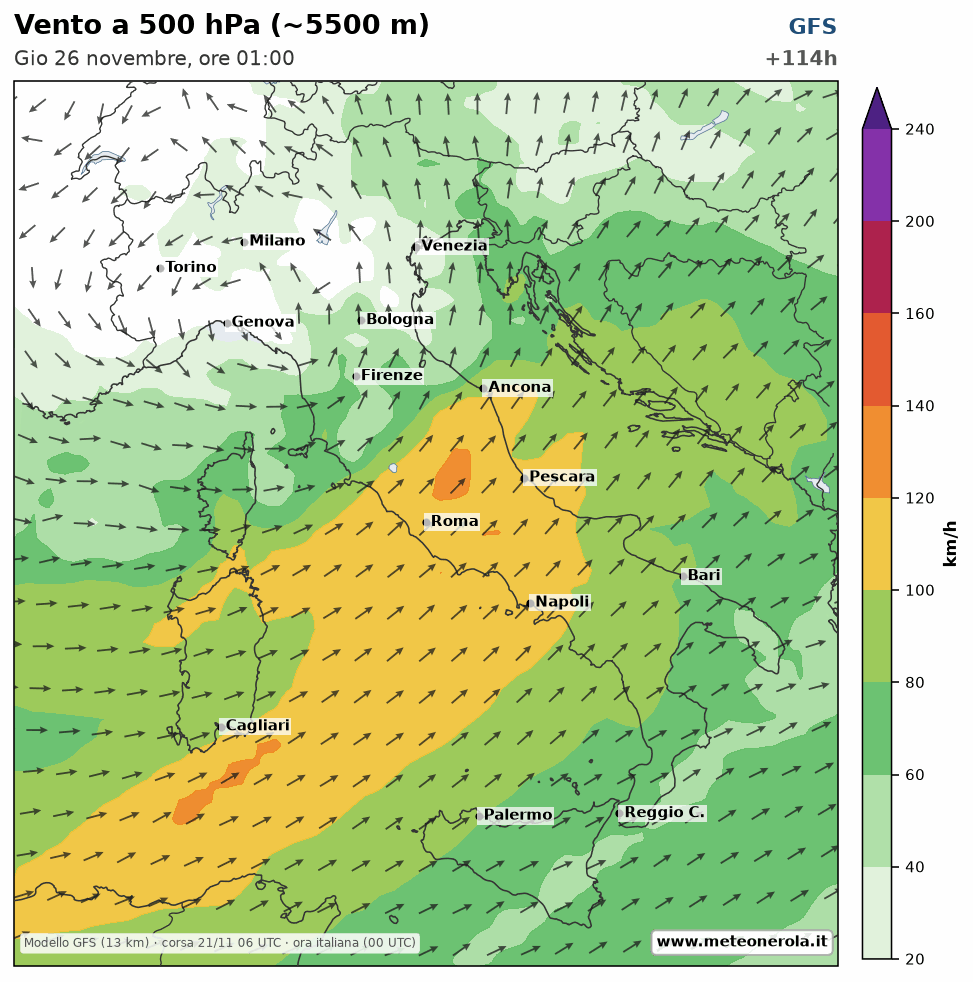 Vento a 500 hPa (~5500 m)
GFS
Gio 26 novembre, ore 01:00
+114h
240
200
160
140
120
100
80
60
40
20
km/h
Milano
Venezia
Torino
Genova
Bologna
Firenze
Ancona
Pescara
Roma
Bari
Napoli
Cagliari
Palermo
Reggio C.
Modello GFS (13 km) · corsa 21/11 06 UTC · ora italiana (00 UTC)
www.meteonerola.it